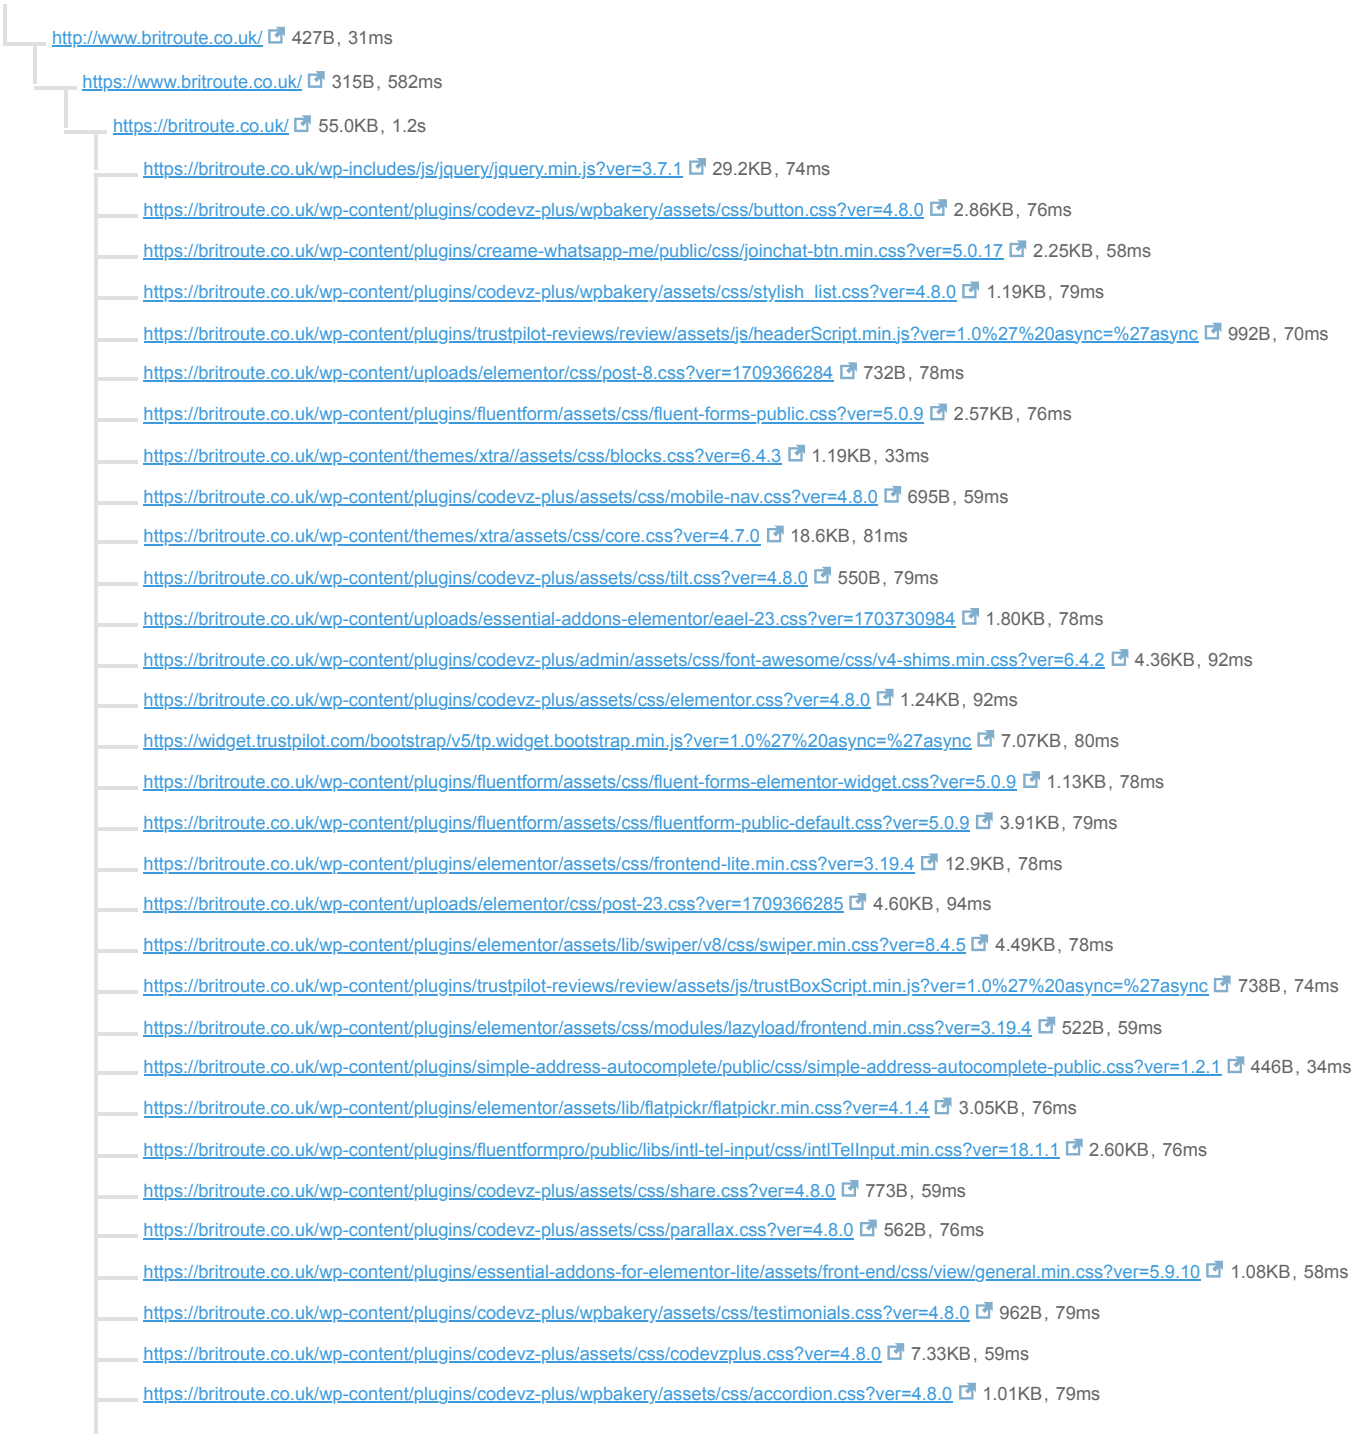 http://www.britroute.co.uk/ 427B, 31ms
https://www.britroute.co.uk/ 315B, 582ms
https://britroute.co.uk/ 55.0KB, 1.2s
https://britroute.co.uk/wp-includes/js/jquery/jquery.min.js?ver=3.7.1 29.2KB, 74ms
https://britroute.co.uk/wp-content/plugins/codevz-plus/wpbakery/assets/css/button.css?ver=4.8.0 2.86KB, 76ms
https://britroute.co.uk/wp-content/plugins/creame-whatsapp-me/public/css/joinchat-btn.min.css?ver=5.0.17 2.25KB, 58ms
https://britroute.co.uk/wp-content/plugins/codevz-plus/wpbakery/assets/css/stylish_list.css?ver=4.8.0 1.19KB, 79ms
https://britroute.co.uk/wp-content/plugins/trustpilot-reviews/review/assets/js/headerScript.min.js?ver=1.0%27%20async=%27async 992B, 70ms
https://britroute.co.uk/wp-content/uploads/elementor/css/post-8.css?ver=1709366284 732B, 78ms
https://britroute.co.uk/wp-content/plugins/fluentform/assets/css/fluent-forms-public.css?ver=5.0.9 2.57KB, 76ms
https://britroute.co.uk/wp-content/themes/xtra//assets/css/blocks.css?ver=6.4.3 1.19KB, 33ms
https://britroute.co.uk/wp-content/plugins/codevz-plus/assets/css/mobile-nav.css?ver=4.8.0 695B, 59ms
https://britroute.co.uk/wp-content/themes/xtra/assets/css/core.css?ver=4.7.0 18.6KB, 81ms
https://britroute.co.uk/wp-content/plugins/codevz-plus/assets/css/tilt.css?ver=4.8.0 550B, 79ms
https://britroute.co.uk/wp-content/uploads/essential-addons-elementor/eael-23.css?ver=1703730984 1.80KB, 78ms
https://britroute.co.uk/wp-content/plugins/codevz-plus/admin/assets/css/font-awesome/css/v4-shims.min.css?ver=6.4.2 4.36KB, 92ms
https://britroute.co.uk/wp-content/plugins/codevz-plus/assets/css/elementor.css?ver=4.8.0 1.24KB, 92ms
https://widget.trustpilot.com/bootstrap/v5/tp.widget.bootstrap.min.js?ver=1.0%27%20async=%27async 7.07KB, 80ms
https://britroute.co.uk/wp-content/plugins/fluentform/assets/css/fluent-forms-elementor-widget.css?ver=5.0.9 1.13KB, 78ms
https://britroute.co.uk/wp-content/plugins/fluentform/assets/css/fluentform-public-default.css?ver=5.0.9 3.91KB, 79ms
https://britroute.co.uk/wp-content/plugins/elementor/assets/css/frontend-lite.min.css?ver=3.19.4 12.9KB, 78ms
https://britroute.co.uk/wp-content/uploads/elementor/css/post-23.css?ver=1709366285 4.60KB, 94ms
https://britroute.co.uk/wp-content/plugins/elementor/assets/lib/swiper/v8/css/swiper.min.css?ver=8.4.5 4.49KB, 78ms
https://britroute.co.uk/wp-content/plugins/trustpilot-reviews/review/assets/js/trustBoxScript.min.js?ver=1.0%27%20async=%27async 738B, 74ms
https://britroute.co.uk/wp-content/plugins/elementor/assets/css/modules/lazyload/frontend.min.css?ver=3.19.4 522B, 59ms
https://britroute.co.uk/wp-content/plugins/simple-address-autocomplete/public/css/simple-address-autocomplete-public.css?ver=1.2.1 446B, 34ms
https://britroute.co.uk/wp-content/plugins/elementor/assets/lib/flatpickr/flatpickr.min.css?ver=4.1.4 3.05KB, 76ms
https://britroute.co.uk/wp-content/plugins/fluentformpro/public/libs/intl-tel-input/css/intlTelInput.min.css?ver=18.1.1 2.60KB, 76ms
https://britroute.co.uk/wp-content/plugins/codevz-plus/assets/css/share.css?ver=4.8.0 773B, 59ms
https://britroute.co.uk/wp-content/plugins/codevz-plus/assets/css/parallax.css?ver=4.8.0 562B, 76ms
https://britroute.co.uk/wp-content/plugins/essential-addons-for-elementor-lite/assets/front-end/css/view/general.min.css?ver=5.9.10 1.08KB, 58ms
https://britroute.co.uk/wp-content/plugins/codevz-plus/wpbakery/assets/css/testimonials.css?ver=4.8.0 962B, 79ms
https://britroute.co.uk/wp-content/plugins/codevz-plus/assets/css/codevzplus.css?ver=4.8.0 7.33KB, 59ms
https://britroute.co.uk/wp-content/plugins/codevz-plus/wpbakery/assets/css/accordion.css?ver=4.8.0 1.01KB, 79ms